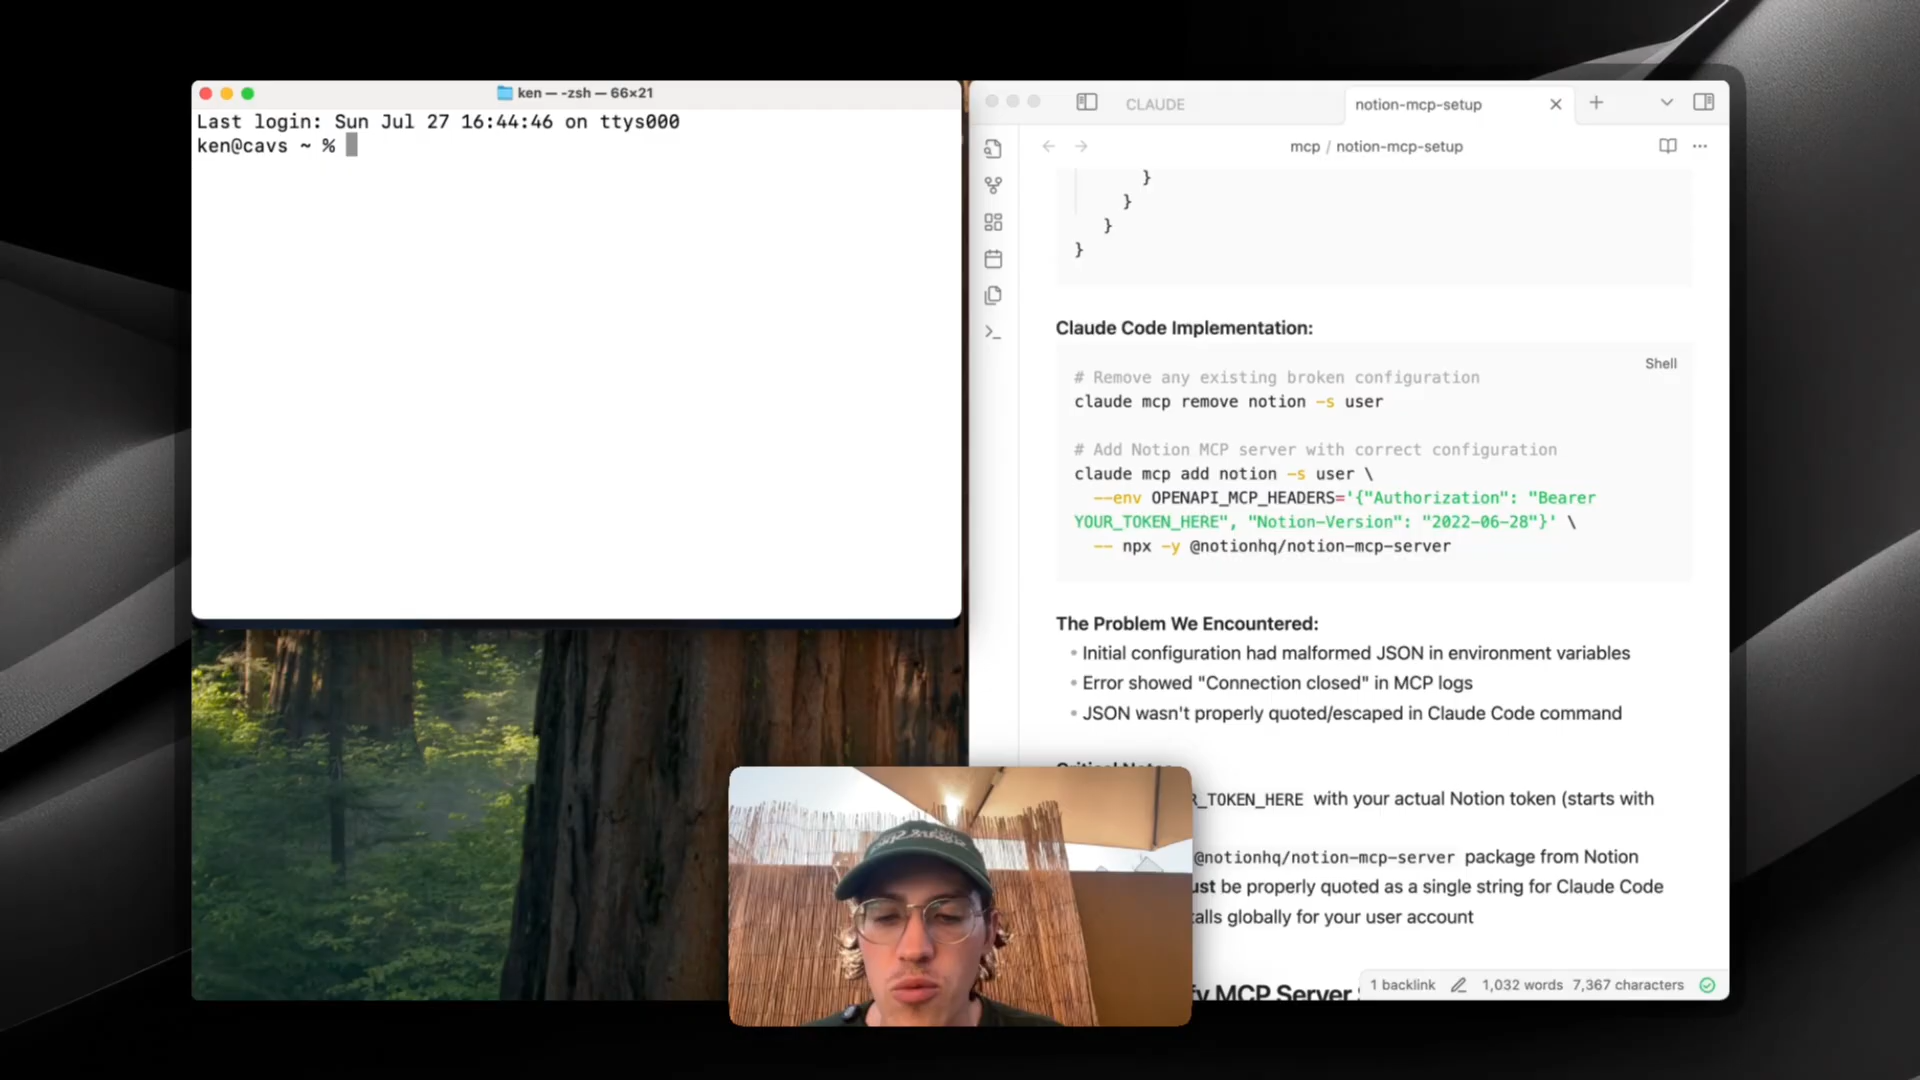 ken — -zsh — 66×21
Last login: Sun Jul 27 16:44:46 on ttys000
ken@cavs ~ %
CLAUDE
notion-mcp-setup
mcp / notion-mcp-setup
}
}
}
}
Claude Code Implementation:
Shell
# Remove any existing broken configuration
claude mcp remove notion -s user
# Add Notion MCP server with correct configuration
claude mcp add notion -s user \
--env OPENAPI_MCP_HEADERS='{"Authorization": "Bearer
YOUR_TOKEN_HERE", "Notion-Version": "2022-06-28"}' \
-- npx -y @notionhq/notion-mcp-server
The Problem We Encountered:
• Initial configuration had malformed JSON in environment variables
• Error showed "Connection closed" in MCP logs
• JSON wasn't properly quoted/escaped in Claude Code command
R_TOKEN_HERE with your actual Notion token (starts with
@notionhq/notion-mcp-server package from Notion
ust be properly quoted as a single string for Claude Code
alls globally for your user account
fy MCP Server
1 backlink 1,032 words 7,367 characters